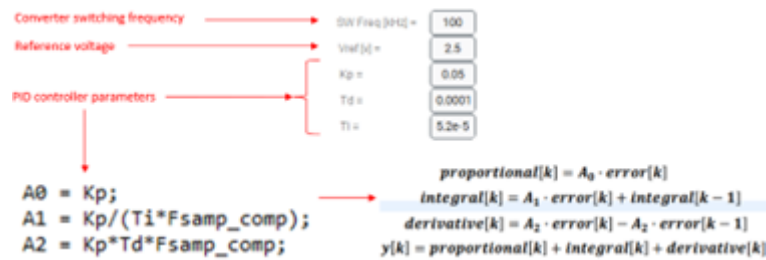 Converter switching frequency
SW Freq [kHz] = 100
Reference voltage
Vref [v] = 2.5
Kp = 0.05
PID controller parameters
Td = 0.0001
Ti = 5.2e-5
A0 = Kp;
A1 = Kp/(Ti*Fsamp_comp);
A2 = Kp*Td*Fsamp_comp;
proportional[k] = A₀ · error[k]
integral[k] = A₁ · error[k] + integral[k − 1]
derivative[k] = A₂ · error[k] − A₂ · error[k − 1]
y[k] = proportional[k] + integral[k] + derivative[k]